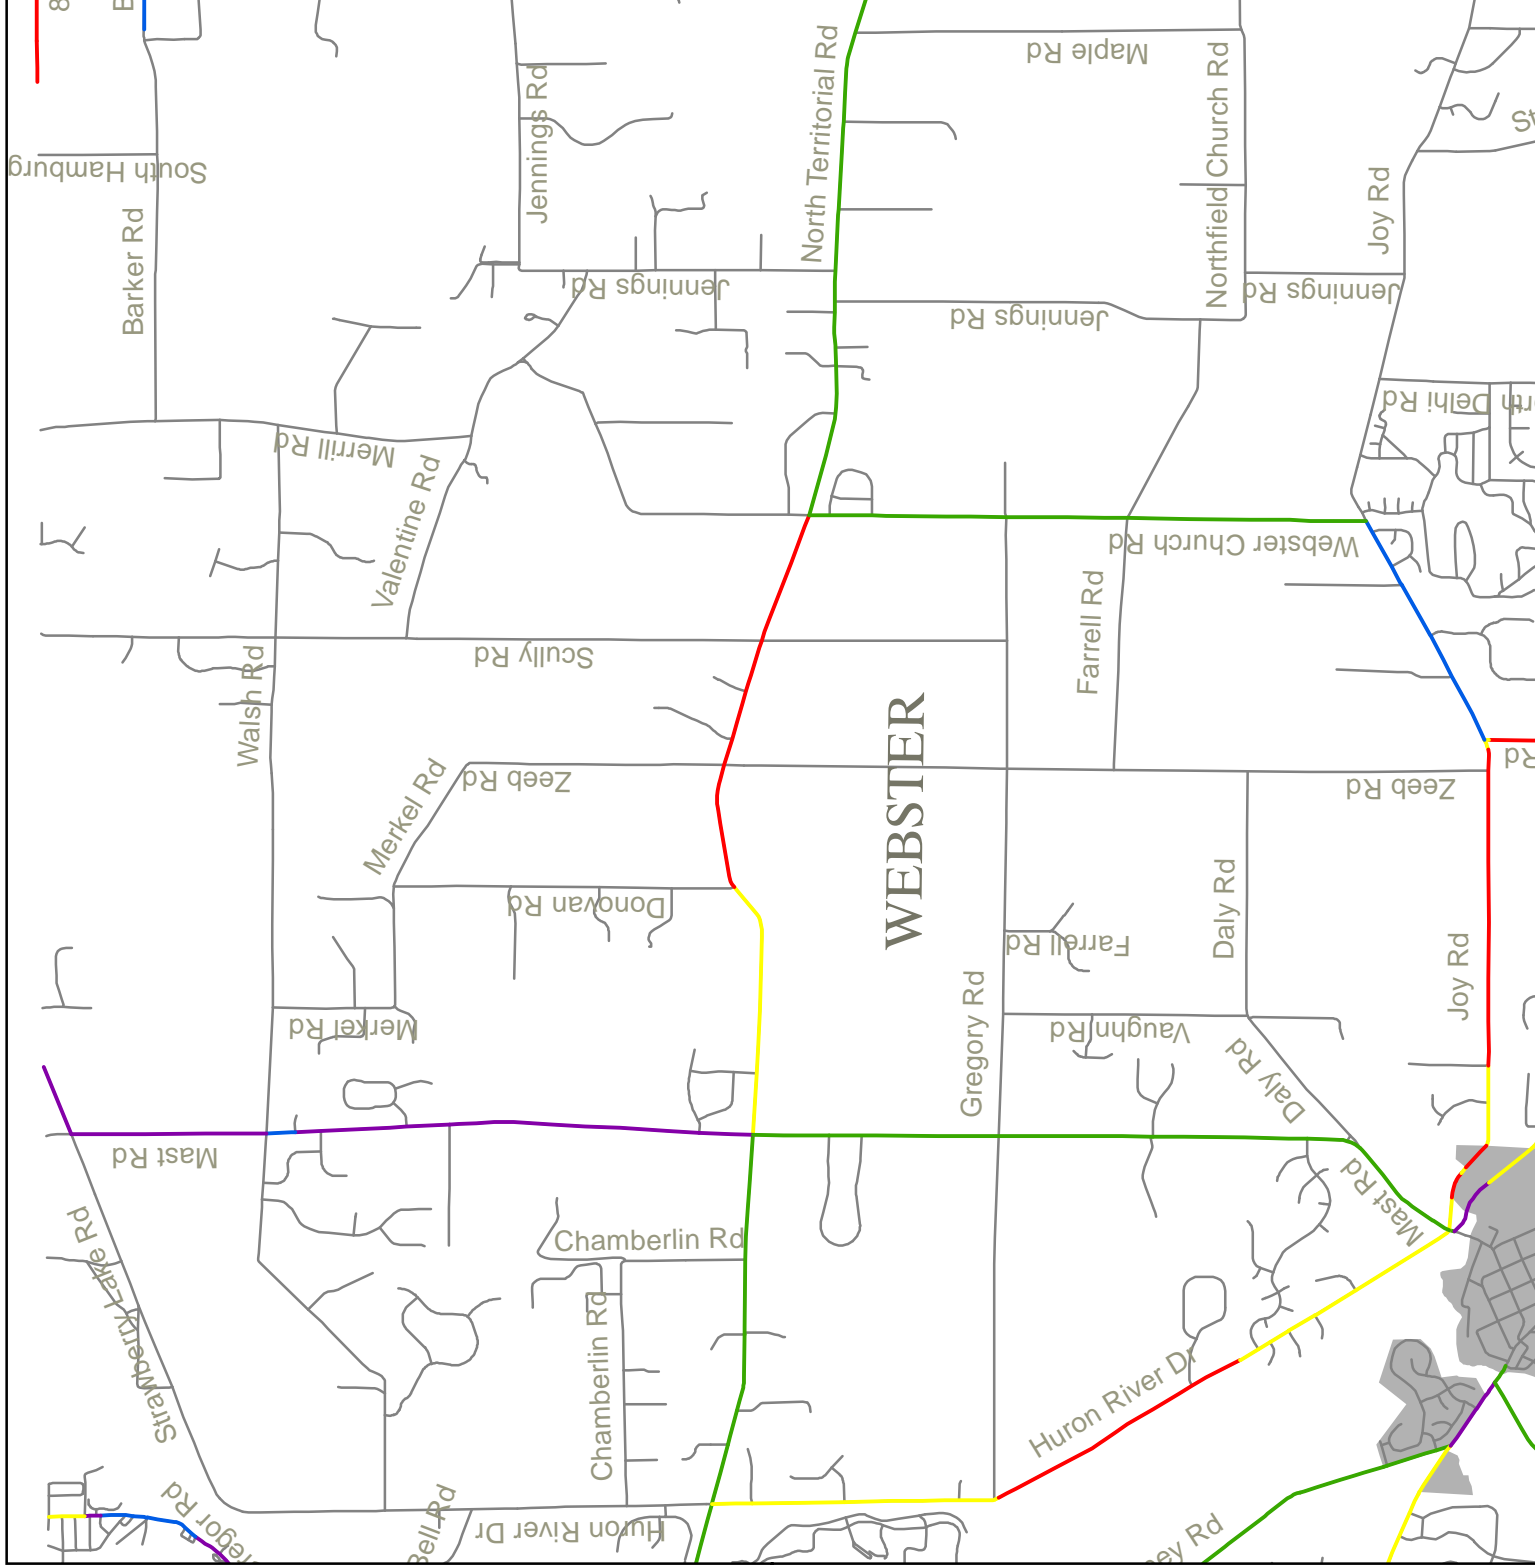 8
Maple Rd
Jennings Rd
North Territorial Rd
Northfield Church Rd
South Hamburg
Joy Rd
Barker Rd
Jennings Rd
Jennings Rd
Jennings Rd
Delhi Rd
Merrill Rd
Valentine Rd
Webster Church Rd
Farrell Rd
Scully Rd
Walsh Rd
WEBSTER
Rd
Merkel Rd
Zeeb Rd
Zeeb Rd
Donovan Rd
Daly Rd
Farrell Rd
Joy Rd
Merkel Rd
Gregory Rd
Vaughn Rd
Daly Rd
Mast Rd
Mast Rd
Strawberry Lake Rd
Chamberlin Rd
Chamberlin Rd
Huron River Dr
Rd
Bell Rd
Huron River Dr
Rd